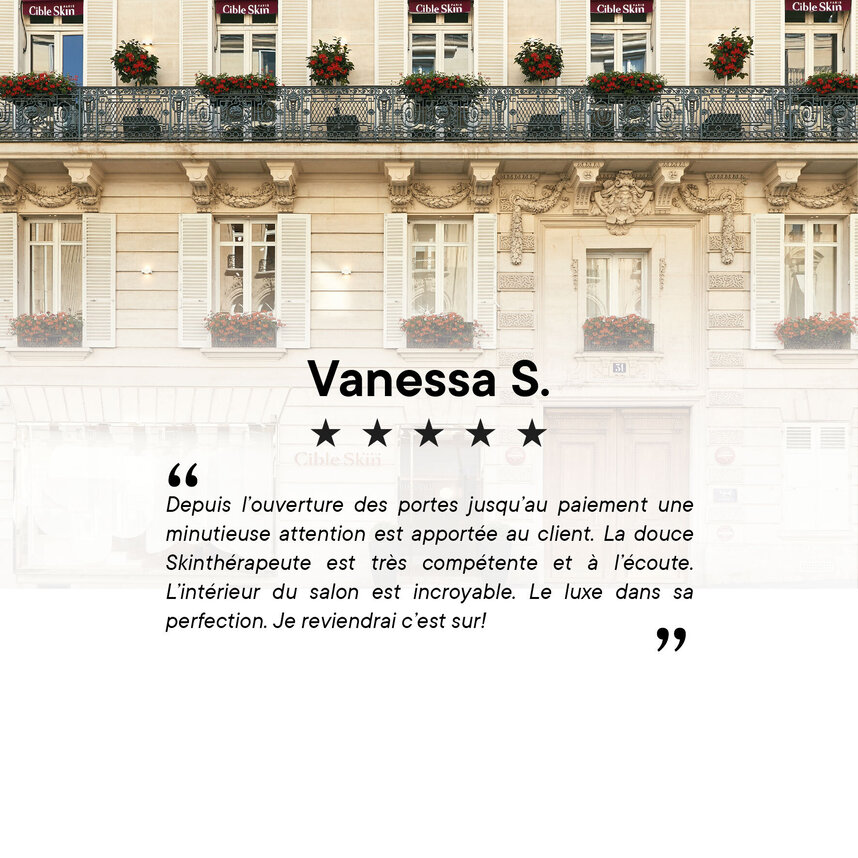 Cible Skin PARIS
Cible Skin PARIS
Cible Skin PARIS
Cible Skin PARIS
Cible Skin PARIS
31
Vanessa S.
★ ★ ★ ★ ★
Cible Skin
“
Depuis l’ouverture des portes jusqu’au paiement une
minutieuse attention est apportée au client. La douce
Skinthérapeute est très compétente et à l’écoute.
L’intérieur du salon est incroyable. Le luxe dans sa
perfection. Je reviendrai c’est sur!
”